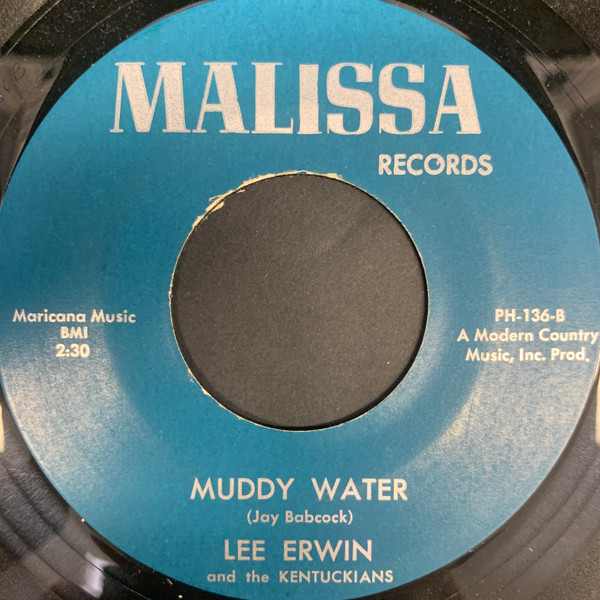 MALISSA
RECORDS
Maricana Music
BMI
2:30
PH-136-B
A Modern Country
Music, Inc. Prod.
MUDDY WATER
(Jay Babcock)
LEE ERWIN
and the KENTUCKIANS